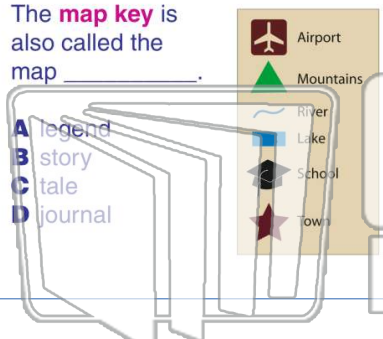 The map key is
also called the
map ___________.
A legend
B story
C tale
D journal
Airport
Mountains
River
Lake
School
Town